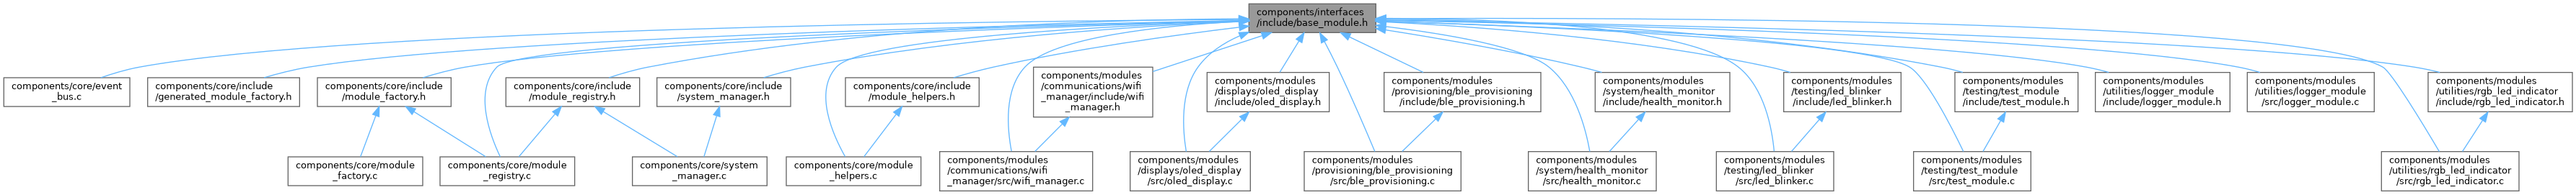 components/interfaces
/include/base_module.h
components/core/event
_bus.c
components/core/include
/generated_module_factory.h
components/core/include
/module_factory.h
components/core/include
/module_registry.h
components/core/include
/system_manager.h
components/core/include
/module_helpers.h
components/modules
/communications/wifi
_manager/include/wifi
_manager.h
components/modules
/displays/oled_display
/include/oled_display.h
components/modules
/provisioning/ble_provisioning
/include/ble_provisioning.h
components/modules
/system/health_monitor
/include/health_monitor.h
components/modules
/testing/led_blinker
/include/led_blinker.h
components/modules
/testing/test_module
/include/test_module.h
components/modules
/utilities/logger_module
/include/logger_module.h
components/modules
/utilities/logger_module
/src/logger_module.c
components/modules
/utilities/rgb_led_indicator
/include/rgb_led_indicator.h
components/core/module
_factory.c
components/core/module
_registry.c
components/core/system
_manager.c
components/core/module
_helpers.c
components/modules
/communications/wifi
_manager/src/wifi_manager.c
components/modules
/displays/oled_display
/src/oled_display.c
components/modules
/provisioning/ble_provisioning
/src/ble_provisioning.c
components/modules
/system/health_monitor
/src/health_monitor.c
components/modules
/testing/led_blinker
/src/led_blinker.c
components/modules
/testing/test_module
/src/test_module.c
components/modules
/utilities/rgb_led_indicator
/src/rgb_led_indicator.c